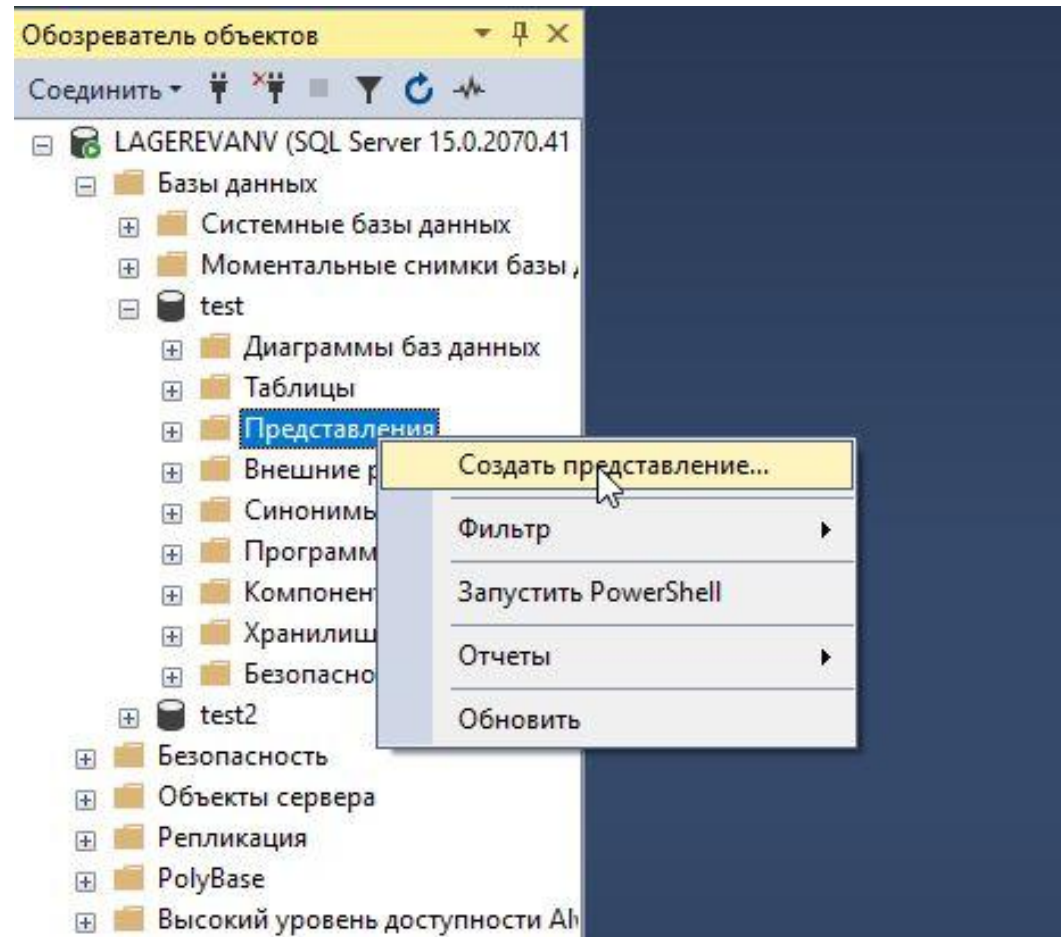 Обозреватель объектов
Соединить
LAGEREVANV (SQL Server 15.0.2070.41
Базы данных
Системные базы данных
Моментальные снимки базы
test
Диаграммы баз данных
Таблицы
Представления
Внешние р
Синонимы
Программ
Компонент
Хранилищ
Безопасно
test2
Безопасность
Объекты сервера
Репликация
PolyBase
Высокий уровень доступности Al
Создать представление...
Фильтр
Запустить PowerShell
Отчеты
Обновить